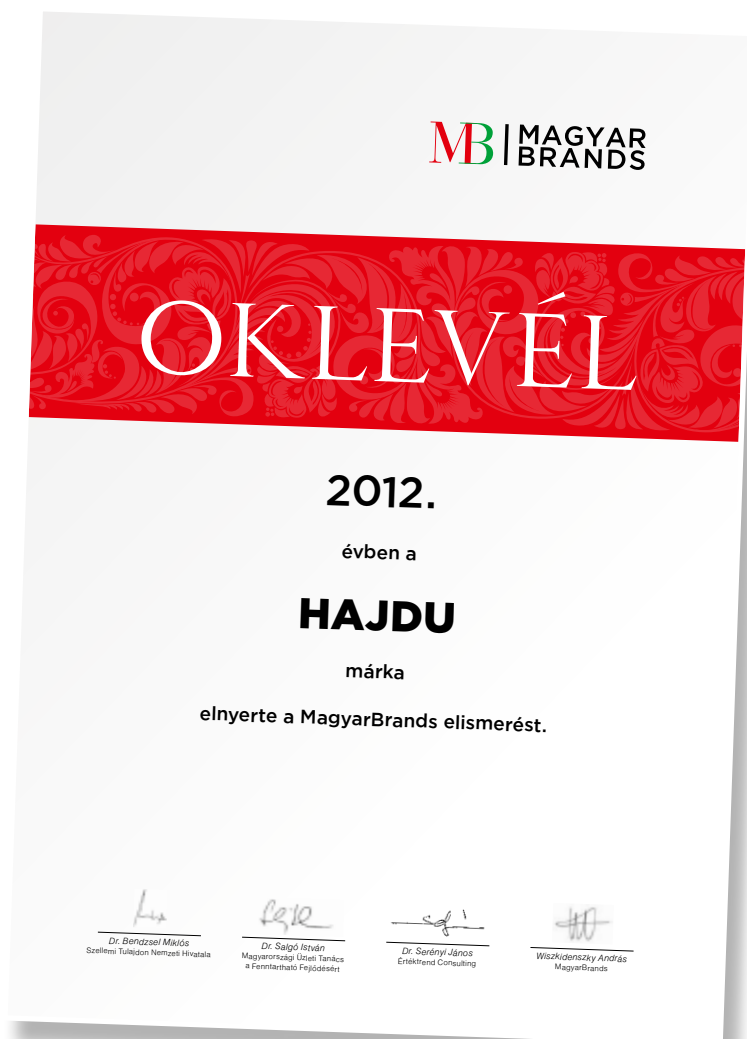 MB | MAGYAR
BRANDS
OKLEVÉL
2012.
évben a
HAJDU
márka
elnyerte a MagyarBrands elismerést.
Dr. Bendzsel Miklós
Szellemi Tulajdon Nemzeti Hivatala
Dr. Salgó István
Magyarországi Üzleti Tanács
a Fenntartható Fejlődésért
Dr. Serényi János
Értéktrend Consulting
Wiszkidenszky András
MagyarBrands